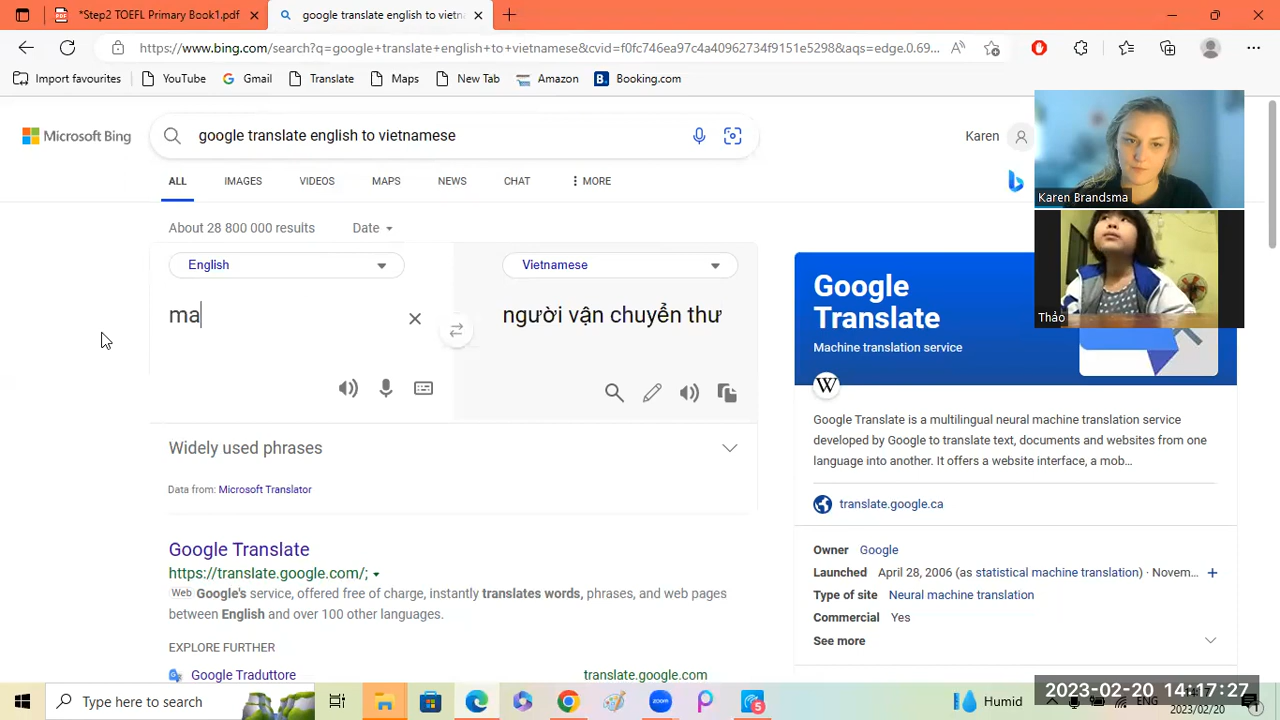 *Step2 TOEFL Primary Book1.pdf
google translate english to vietn
https://www.bing.com/search?q=google+translate+english+to+vietnamese&cvid=f0fc746ea97c4a40962734f9151e5298&aqs=edge.0.69...
Import favourites
YouTube
Gmail
Translate
Maps
New Tab
Amazon
Booking.com
Microsoft Bing
google translate english to vietnamese
Karen
ALL
IMAGES
VIDEOS
MAPS
NEWS
CHAT
MORE
Karen Brandsma
About 28 800 000 results
Date
English
Vietnamese
ma
người vận chuyển thư
Google
Translate
Machine translation service
Thảo
Google Translate is a multilingual neural machine translation service
developed by Google to translate text, documents and websites from one
language into another. It offers a website interface, a mob...
Widely used phrases
Data from: Microsoft Translator
translate.google.ca
Google Translate
https://translate.google.com/;
Web Google's service, offered free of charge, instantly translates words, phrases, and web pages
between English and over 100 other languages.
EXPLORE FURTHER
Google Traduttore
translate.google.com
Owner Google
Launched April 28, 2006 (as statistical machine translation) · Novem...
Type of site Neural machine translation
Commercial Yes
See more
Type here to search
5
Humid
2023-02-20 14:17:27
ENG
2023/02/20